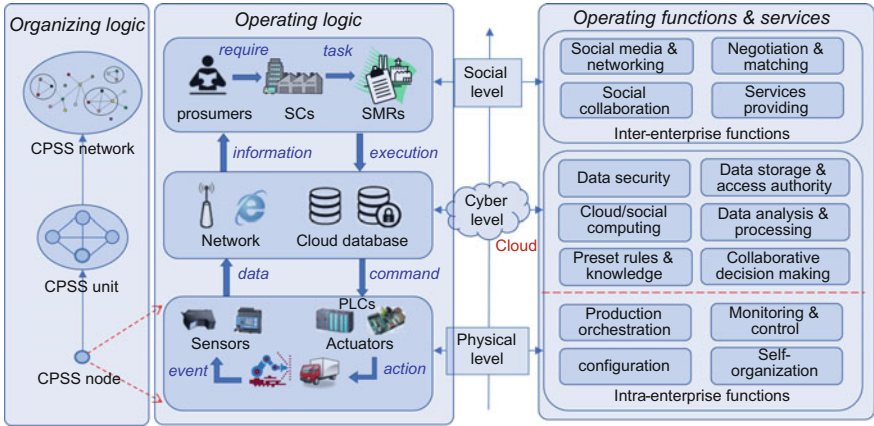 Organizing logic
CPSS network
CPSS unit
CPSS node
Operating logic
require
task
prosumers
SCs
SMRs
information
execution
Network
Cloud database
data
command
PLCs
Sensors
Actuators
event
action
Social
level
Cyber
level
Cloud
Physical
level
Operating functions & services
Social media &
networking
Negotiation &
matching
Social
collaboration
Services
providing
Inter-enterprise functions
Data security
Data storage &
access authority
Cloud/social
computing
Data analysis &
processing
Preset rules &
knowledge
Collaborative
decision making
Production
orchestration
Monitoring &
control
configuration
Self-
organization
Intra-enterprise functions